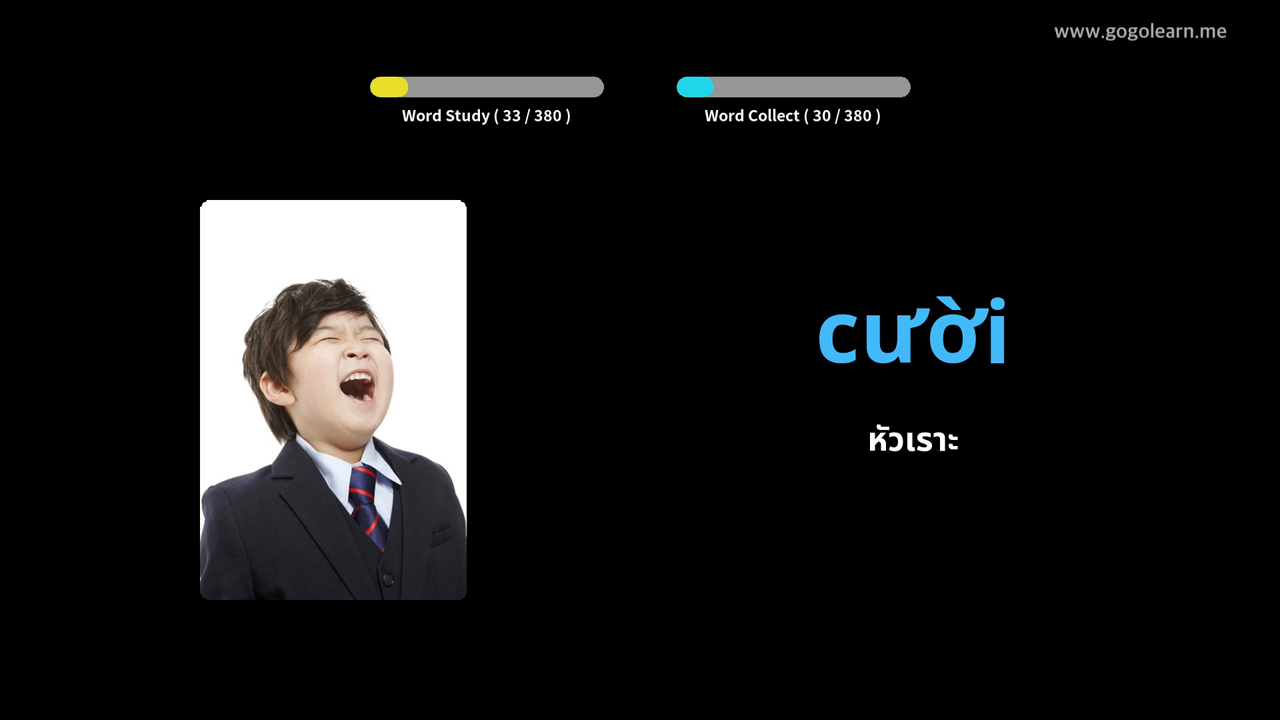 www.gogolearn.me
Word Study ( 33 / 380 )
Word Collect ( 30 / 380 )
cười
หัวเราะ